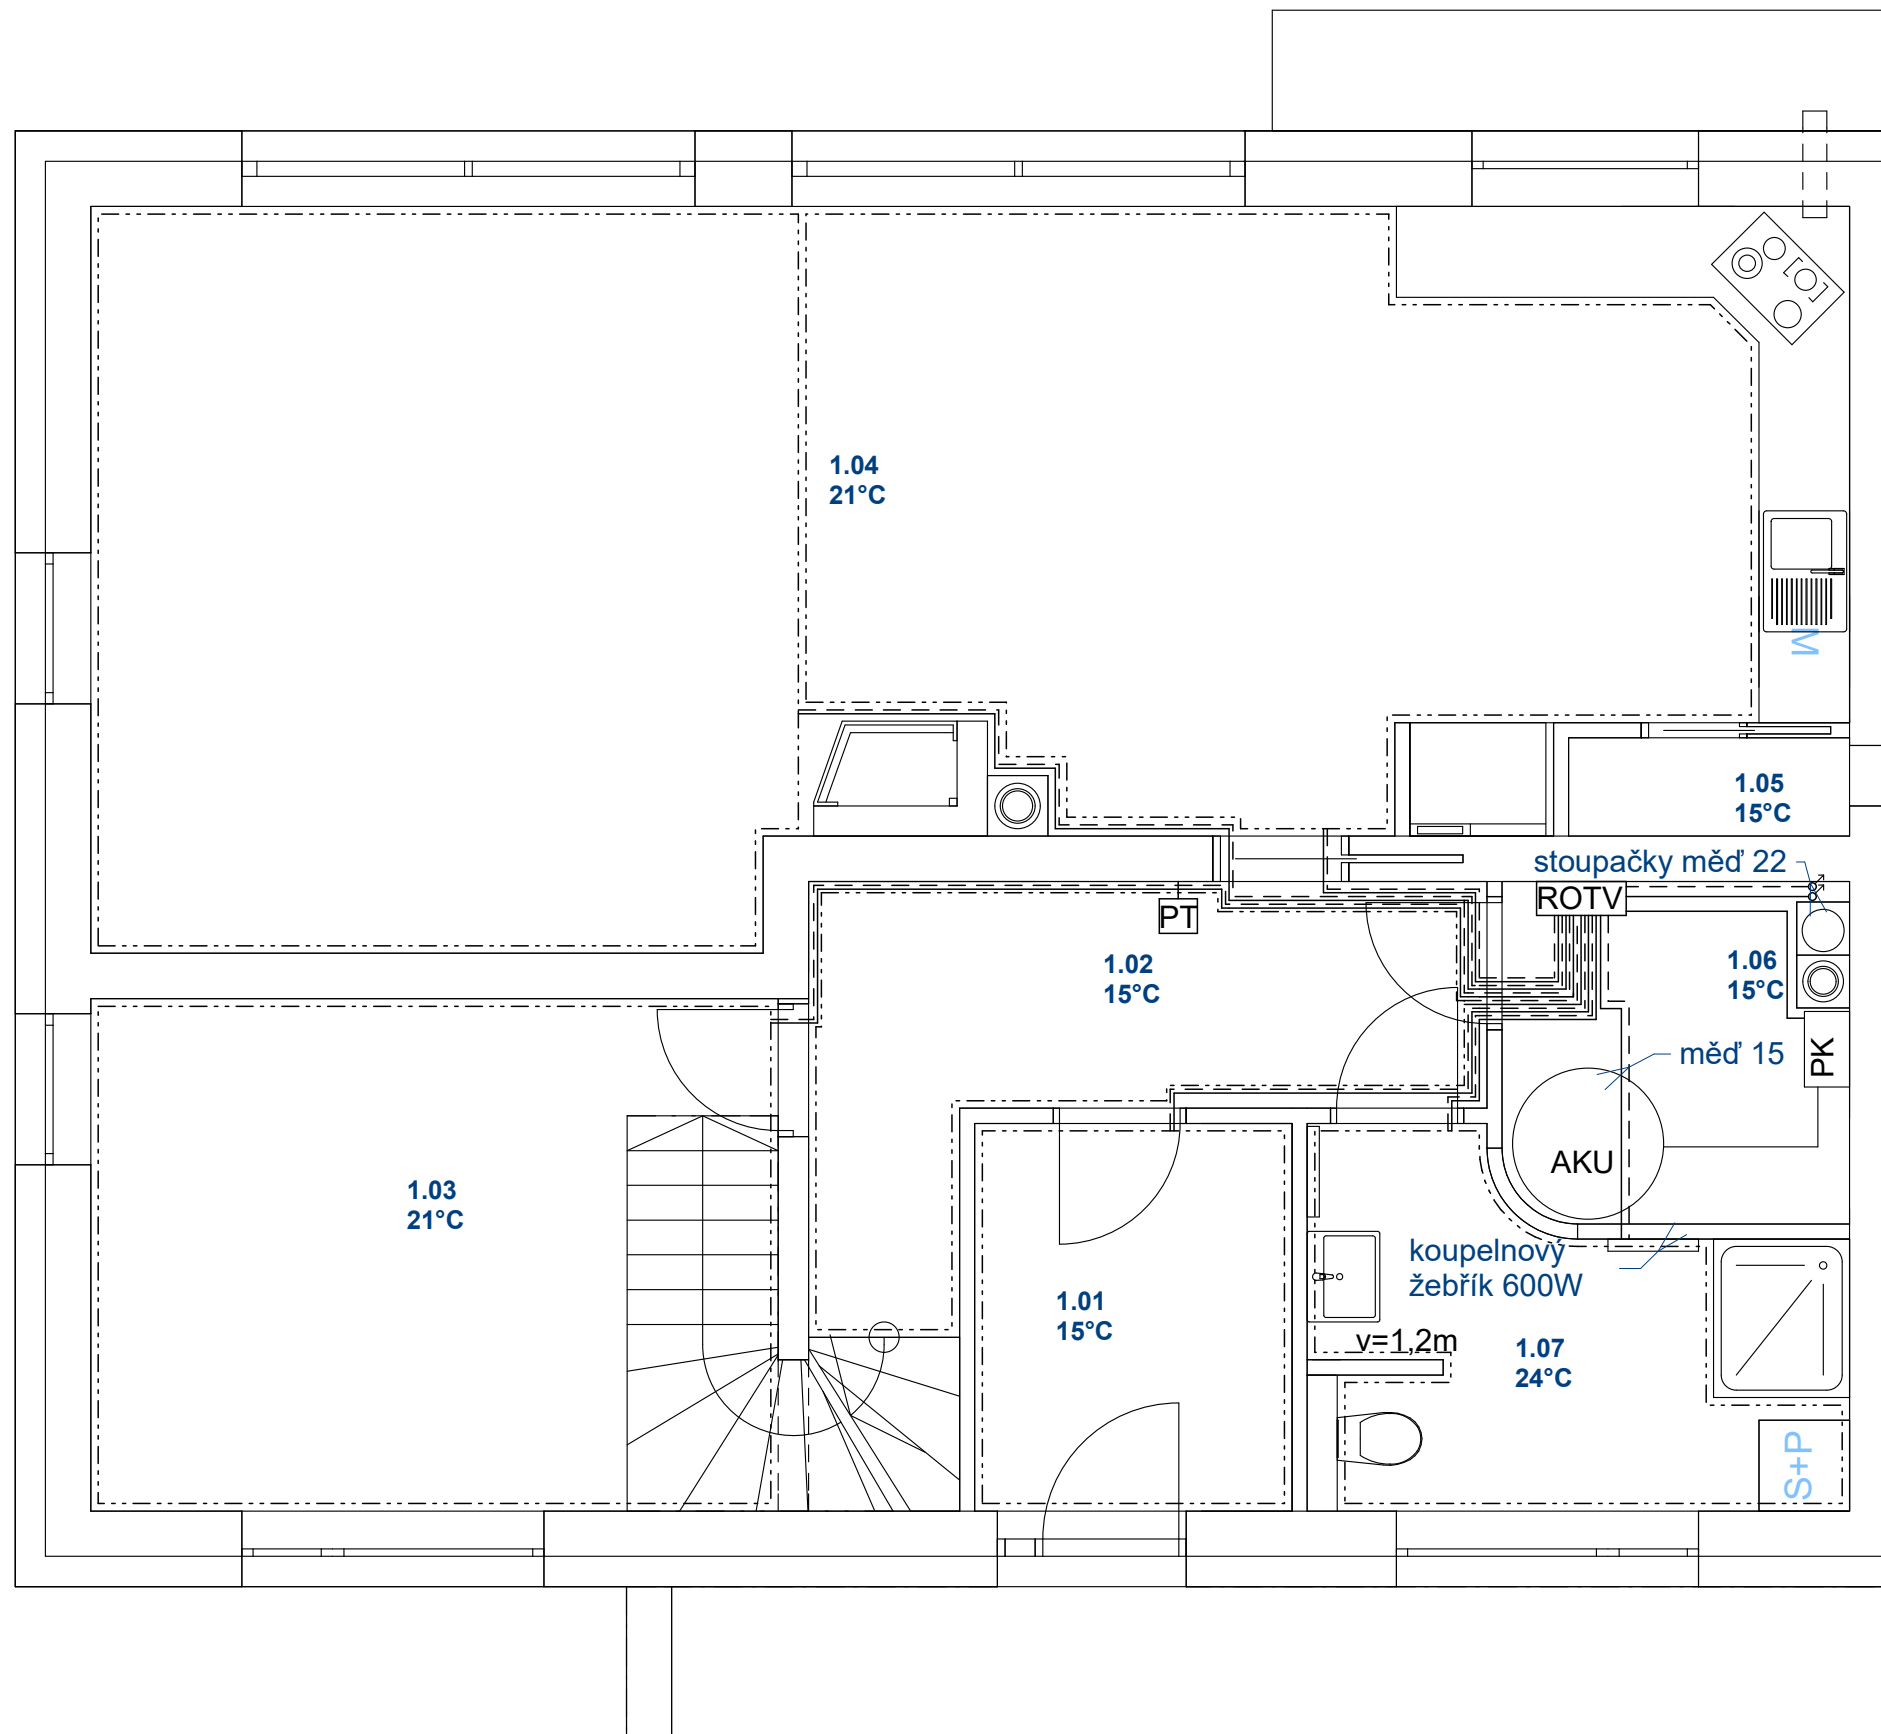 1.04
21°C
M
1.05
15°C
stoupačky měď 22
ROTV
PT
1.02
15°C
1.06
15°C
PK
měď 15
AKU
1.03
21°C
koupelnový
žebřík 600W
1.01
15°C
v=1,2m
1.07
24°C
S+P